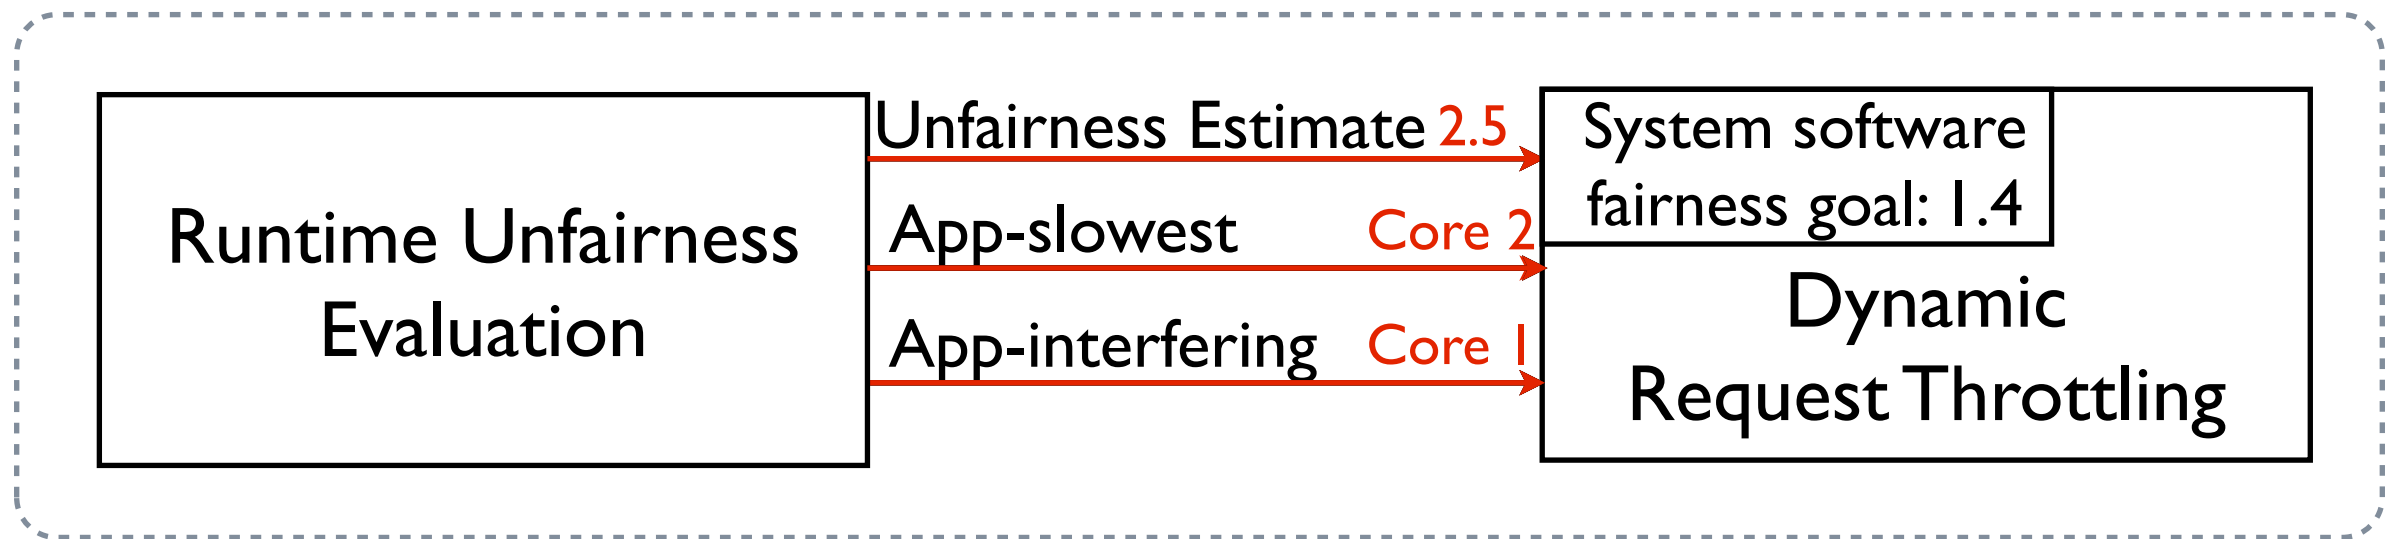 Runtime Unfairness
Evaluation
Unfairness Estimate 2.5
App-slowest Core 2
App-interfering Core 1
System software
fairness goal: 1.4
Dynamic
Request Throttling